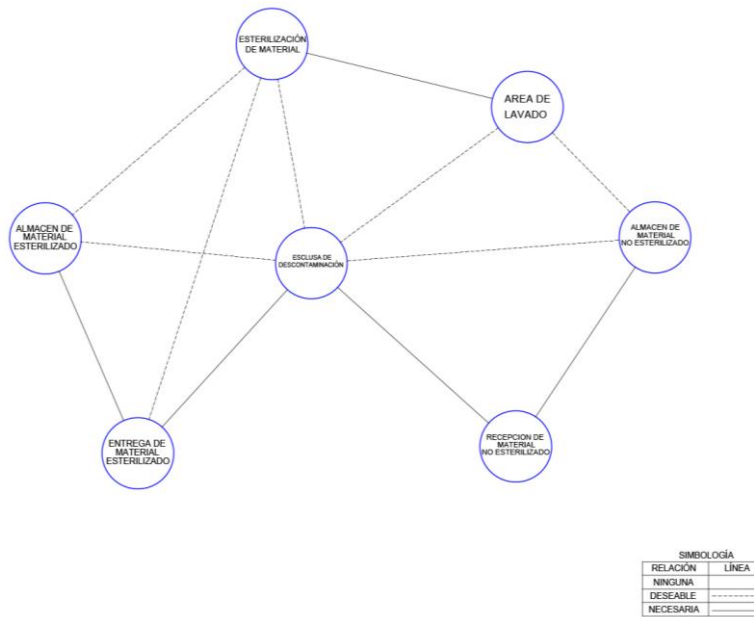 ESTERILIZACIÓN
DE MATERIAL
AREA DE
LAVADO
ALMACEN DE
MATERIAL
ESTERILIZADO
ESCLUSA DE
DESCONTAMINACIÓN
ALMACEN DE
MATERIAL
NO ESTERILIZADO
ENTREGA DE
MATERIAL
ESTERILIZADO
RECEPCION DE
MATERIAL
NO ESTERILIZADO
SIMBOLOGÍA
RELACIÓN LÍNEA
NINGUNA
DESEABLE
NECESARIA